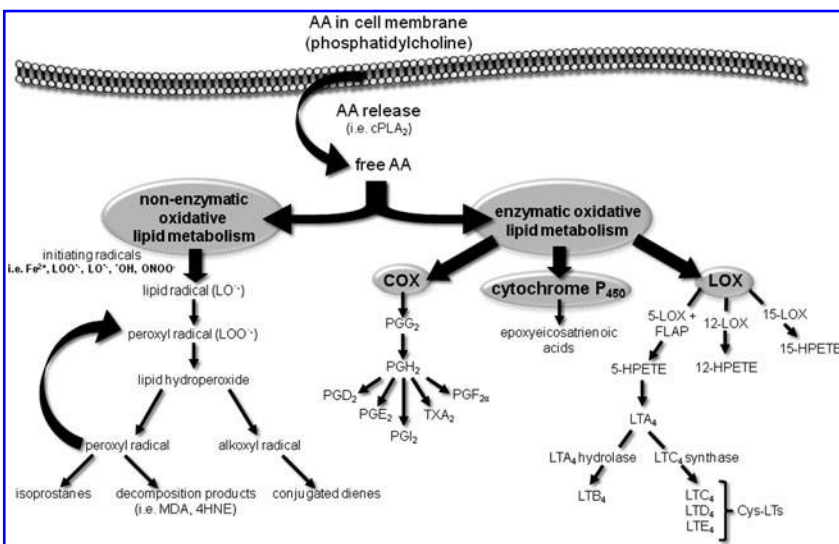 AA in cell membrane
(phosphatidylcholine)
AA release
(i.e. cPLA₂)
free AA
non-enzymatic
oxidative
lipid metabolism
enzymatic oxidative
lipid metabolism
initiating radicals
i.e. Fe²⁺, LOO˙-, LO˙-, ˙OH, ONOO⁻
lipid radical (LO˙-)
peroxyl radical (LOO˙-)
lipid hydroperoxide
peroxyl radical
alkoxyl radical
isoprostanes
decomposition products
(i.e. MDA, 4HNE)
conjugated dienes
COX
PGG₂
PGH₂
PGD₂
PGE₂
PGI₂
TXA₂
PGF₂α
cytochrome P₄₅₀
epoxyeicosatrienoic
acids
LOX
5-LOX +
FLAP
12-LOX
15-LOX
5-HPETE
12-HPETE
15-HPETE
LTA₄
LTA₄ hydrolase
LTC₄ synthase
LTB₄
LTC₄
LTD₄
LTE₄
Cys-LTs